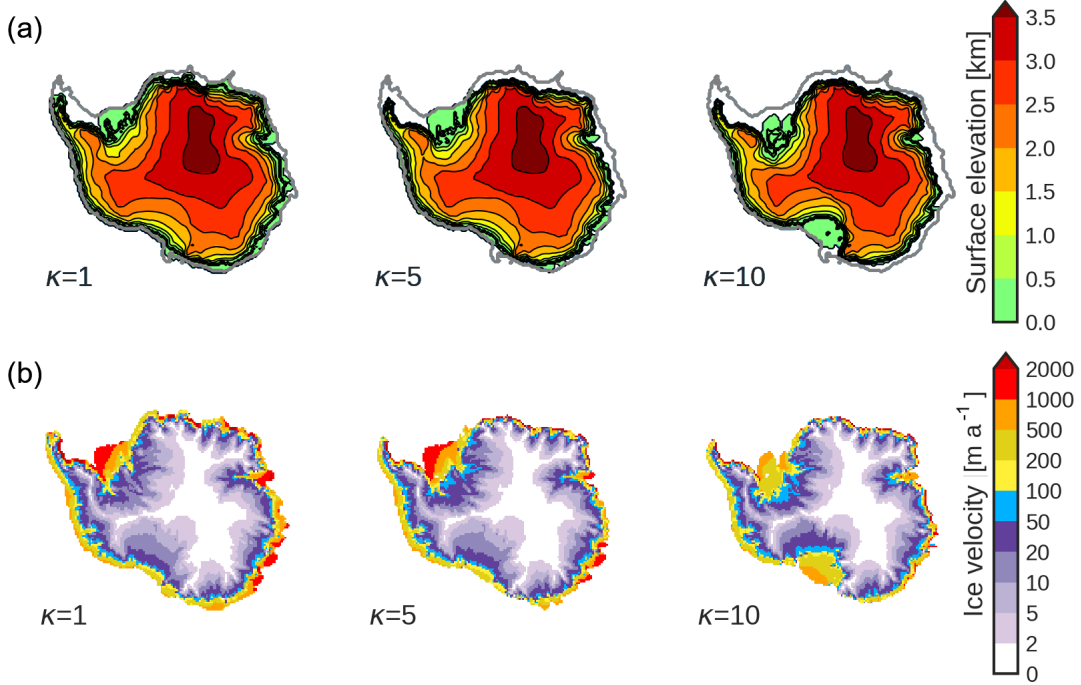 (a)
κ=1
κ=5
κ=10
Surface elevation [km]
3.5
3.0
2.5
2.0
1.5
1.0
0.5
0.0
(b)
κ=1
κ=5
κ=10
Ice velocity [m a⁻¹ ]
2000
1000
500
200
100
50
20
10
5
2
0